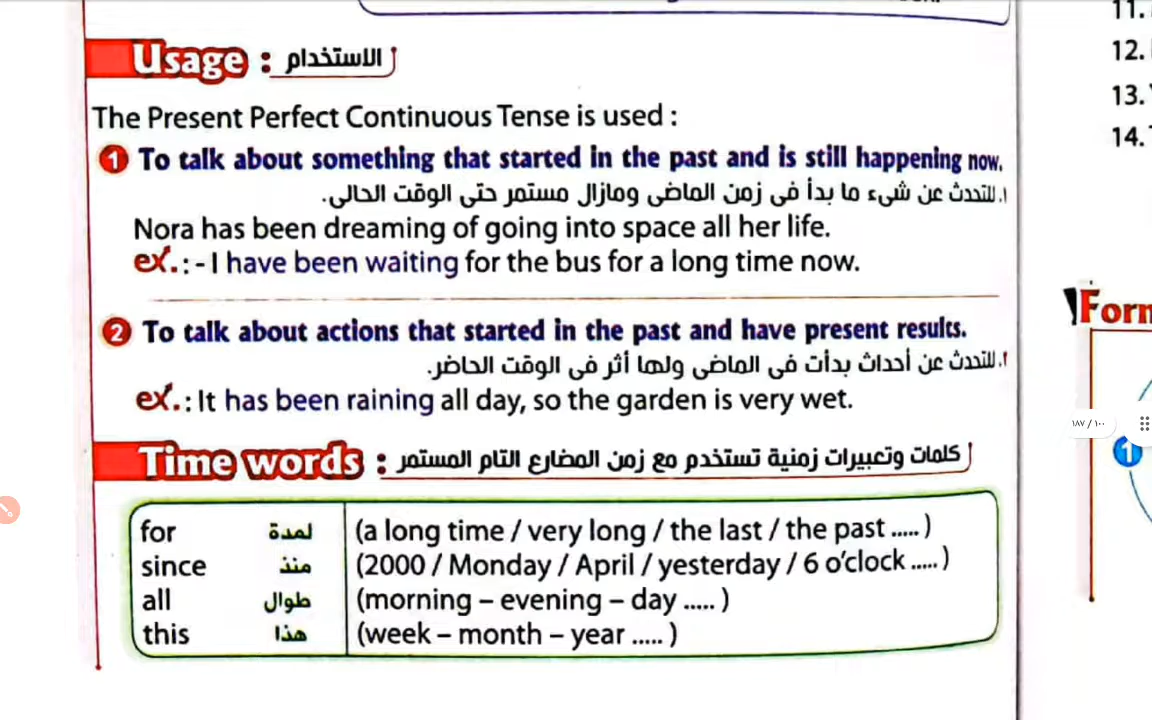 11.
12.
13.
14.
Usage : الاستخدام
The Present Perfect Continuous Tense is used :
1 To talk about something that started in the past and is still happening now.
١. للتحدث عن شىء ما بدأ فى زمن الماضى ومازال مستمر حتى الوقت الحالى.
Nora has been dreaming of going into space all her life.
ex.: - I have been waiting for the bus for a long time now.
2 To talk about actions that started in the past and have present results.
٢. للتحدث عن أحداث بدأت فى الماضى ولها أثر فى الوقت الحاضر.
ex.: It has been raining all day, so the garden is very wet.
Time words : كلمات وتعبيرات زمنية تستخدم مع زمن المضارع التام المستمر
for لمدة (a long time / very long / the last / the past ..... )
since منذ (2000 / Monday / April / yesterday / 6 o'clock ..... )
all طوال (morning – evening – day ..... )
this هذا (week – month – year ..... )
Form
1
١٨٧ / ١٠٠